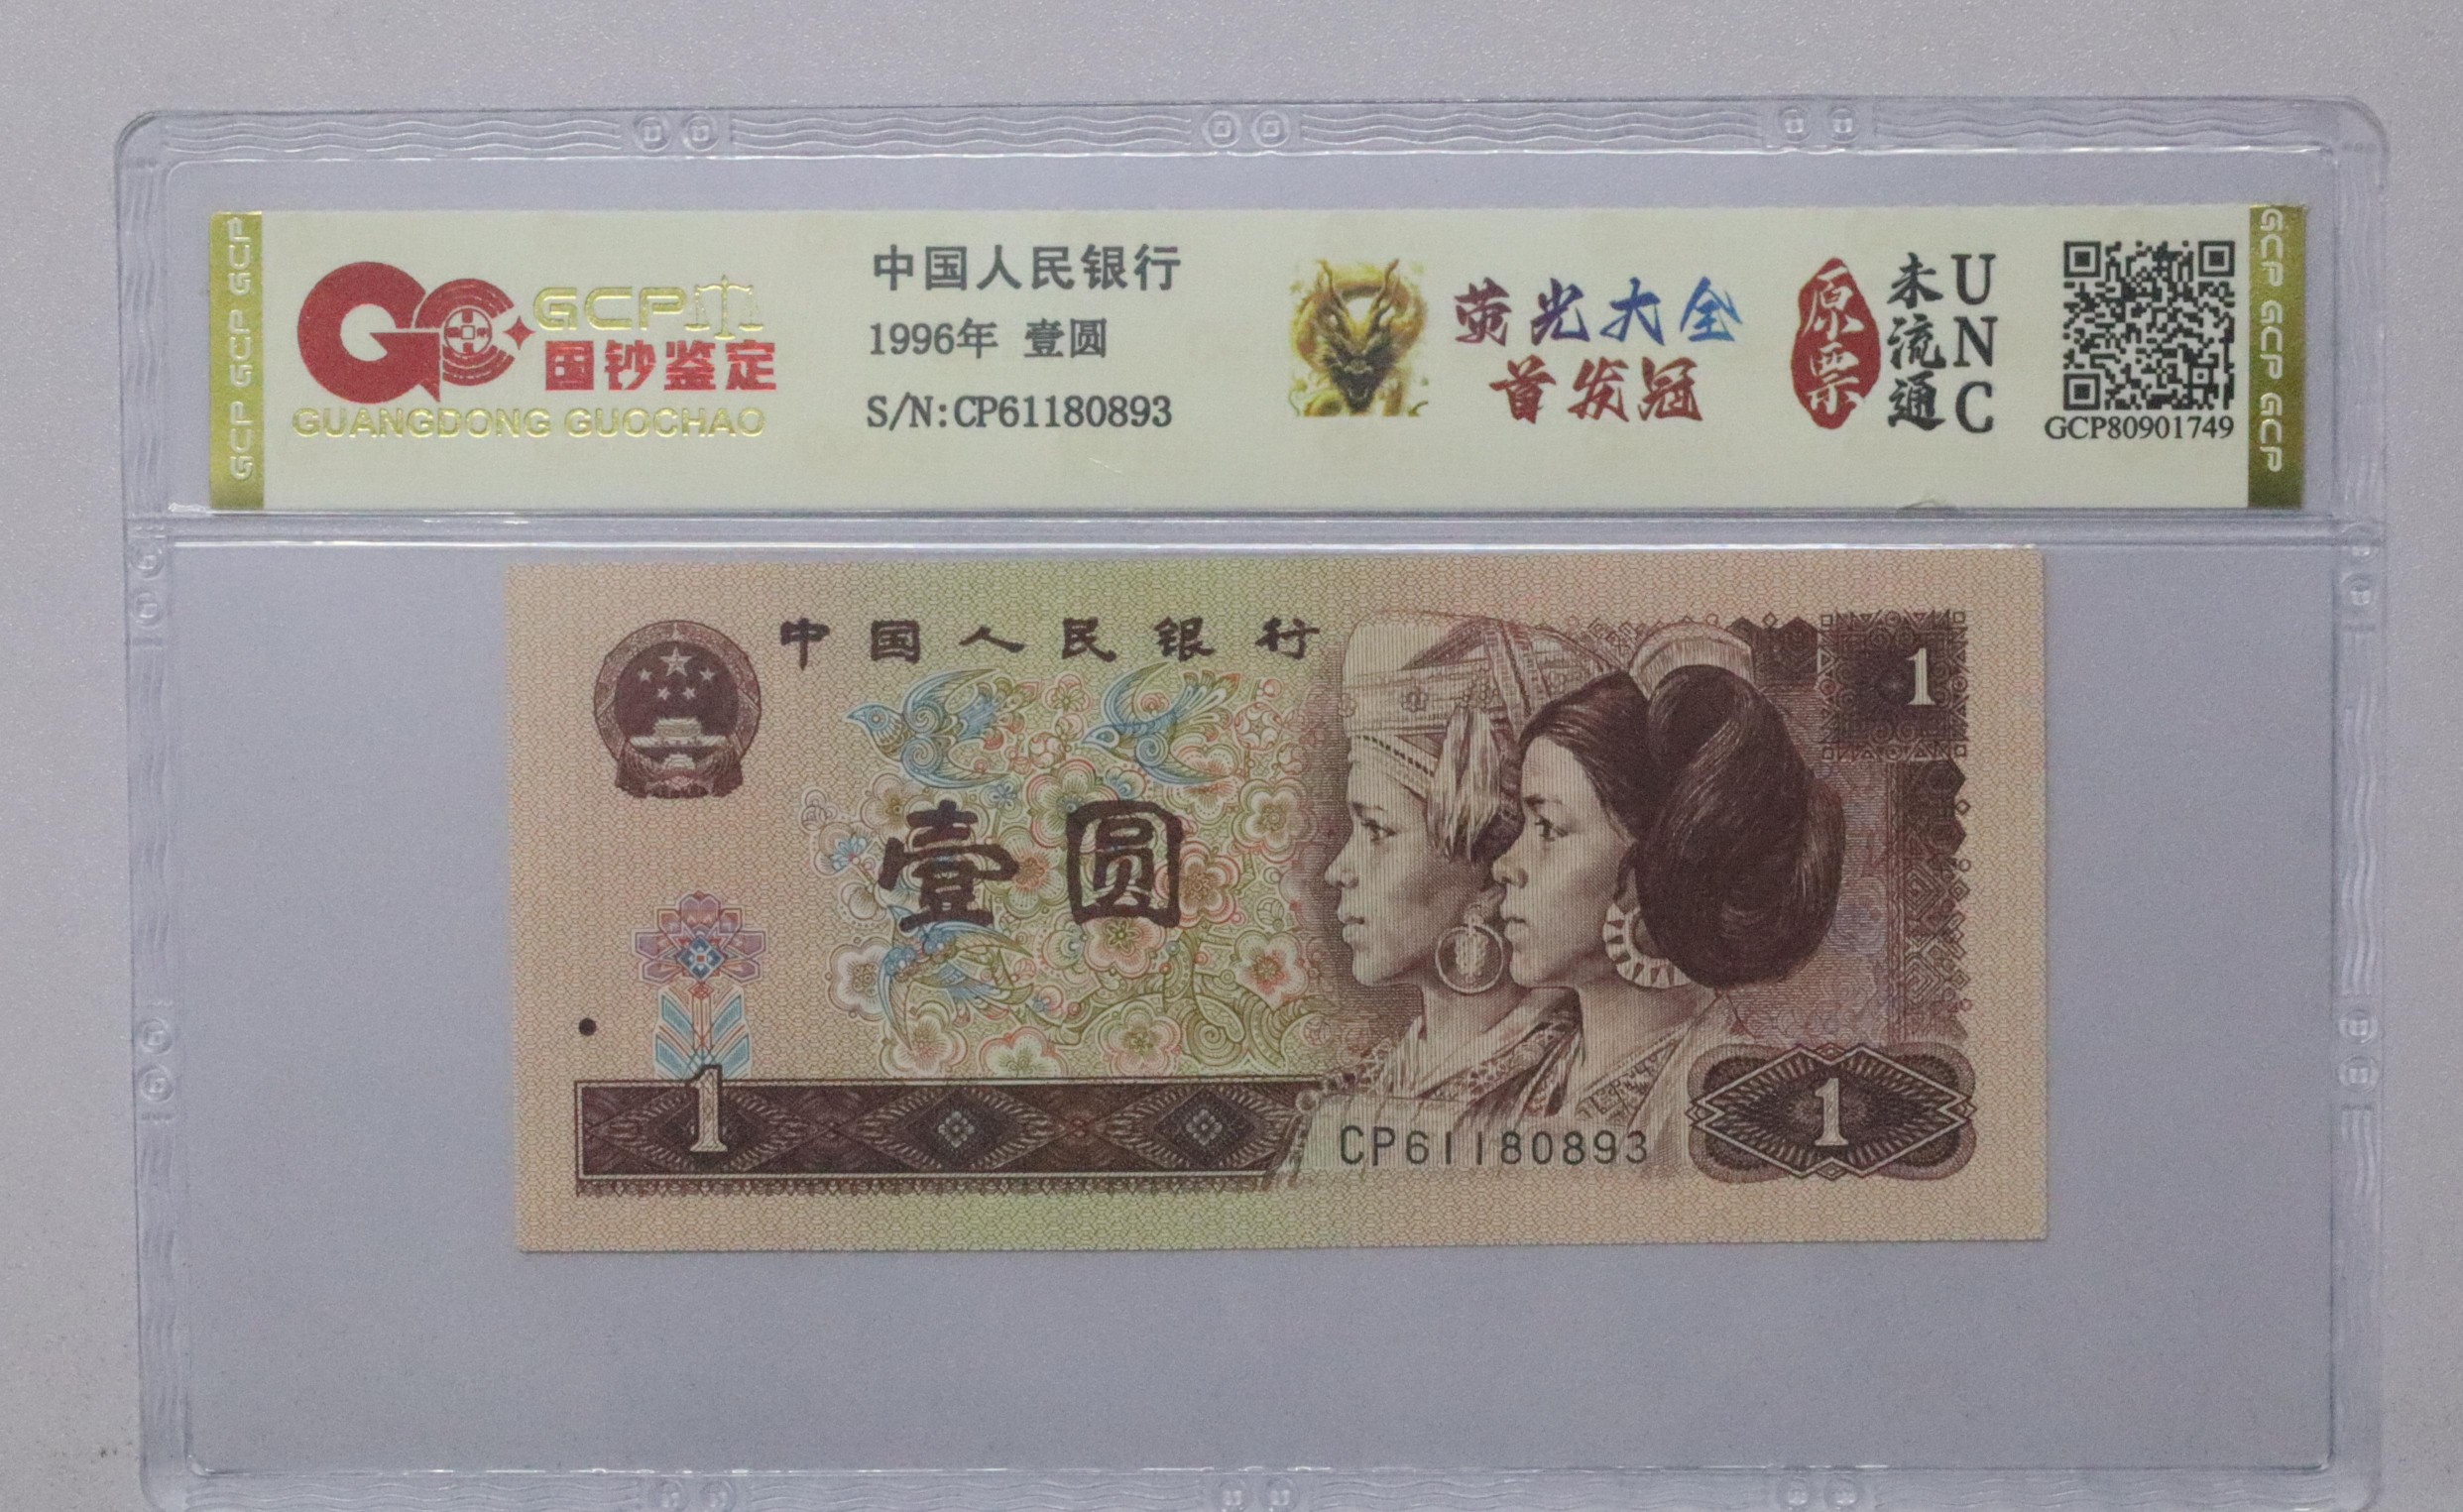 GCP GCP GCP
GCP
国钞鉴定
GUANGDONG GUOCHAO
中国人民银行
1996年 壹圆
S/N:CP61180893
荧光大全
首发冠
原票
未流通
UNC
GCP80901749
GCP GCP GCP
中国人民银行
1
壹圆
1
CP61180893
1